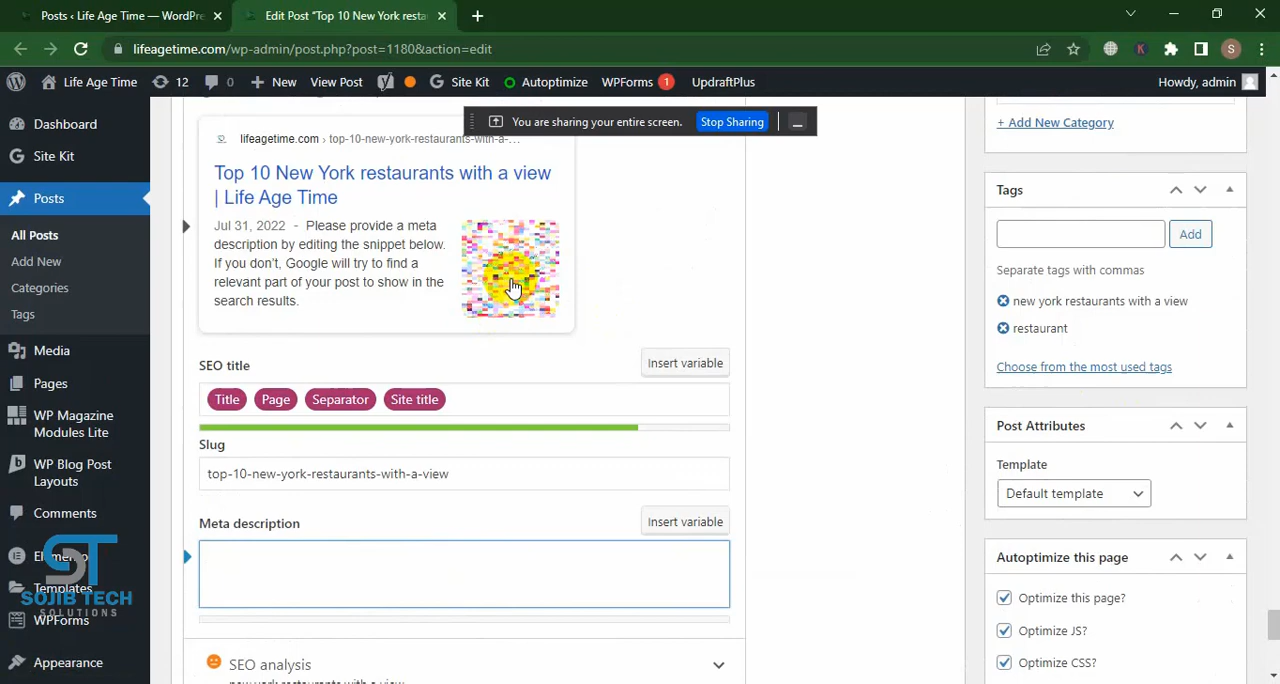 Posts ‹ Life Age Time — WordPre
Edit Post "Top 10 New York resta
lifeagetime.com/wp-admin/post.php?post=1180&action=edit
S
Life Age Time
12
0
New
View Post
Site Kit
Autoptimize
WPForms 1
UpdraftPlus
Howdy, admin
Dashboard
Site Kit
Posts
All Posts
Add New
Categories
Tags
Media
Pages
WP Magazine
Modules Lite
WP Blog Post
Layouts
Comments
Templates
WPForms
Appearance
SOJIB TECH
SOLUTIONS
You are sharing your entire screen.
Stop Sharing
lifeagetime.com › top-10-new-york-restaurants-with-a-...
Top 10 New York restaurants with a view
| Life Age Time
Jul 31, 2022 - Please provide a meta
description by editing the snippet below.
If you don't, Google will try to find a
relevant part of your post to show in the
search results.
SEO title
Insert variable
Title Page Separator Site title
Slug
top-10-new-york-restaurants-with-a-view
Meta description
Insert variable
SEO analysis
new york restaurants with a view
+ Add New Category
Tags
Add
Separate tags with commas
new york restaurants with a view
restaurant
Choose from the most used tags
Post Attributes
Template
Default template
Autoptimize this page
Optimize this page?
Optimize JS?
Optimize CSS?